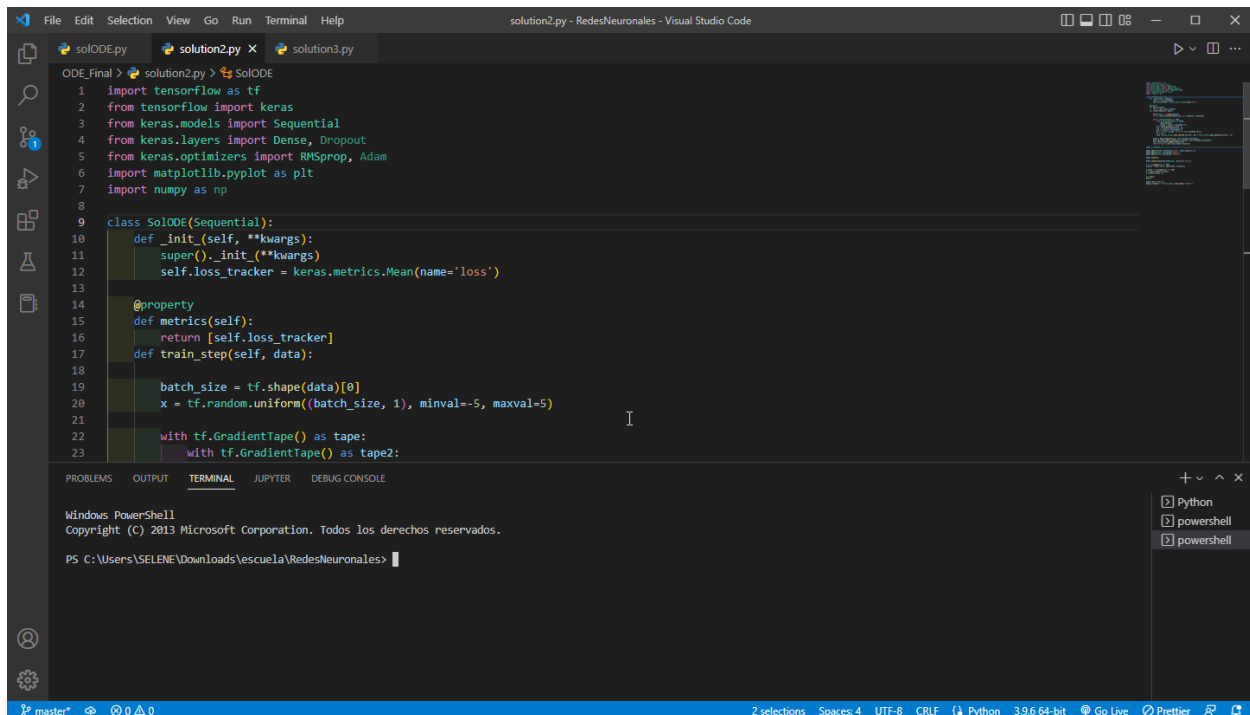 File Edit Selection View Go Run Terminal Help solution2.py - RedesNeuronales - Visual Studio Code
solODE.py solution2.py solution3.py
ODE_Final > solution2.py > SolODE
1 import tensorflow as tf
2 from tensorflow import keras
3 from keras.models import Sequential
4 from keras.layers import Dense, Dropout
5 from keras.optimizers import RMSprop, Adam
6 import matplotlib.pyplot as plt
7 import numpy as np
8
9 class SolODE(Sequential):
10 def _init_(self, **kwargs):
11 super()._init_(**kwargs)
12 self.loss_tracker = keras.metrics.Mean(name='loss')
13
14 @property
15 def metrics(self):
16 return [self.loss_tracker]
17 def train_step(self, data):
18
19 batch_size = tf.shape(data)[0]
20 x = tf.random.uniform((batch_size, 1), minval=-5, maxval=5)
21
22 with tf.GradientTape() as tape:
23 with tf.GradientTape() as tape2:
PROBLEMS OUTPUT TERMINAL JUPYTER DEBUG CONSOLE
Windows PowerShell
Copyright (C) 2013 Microsoft Corporation. Todos los derechos reservados.
PS C:\Users\SELENE\Downloads\escuela\RedesNeuronales>
Python
powershell
powershell
1
master* 0 0 2 selections Spaces: 4 UTF-8 CRLF Python 3.9.6 64-bit Go Live Prettier